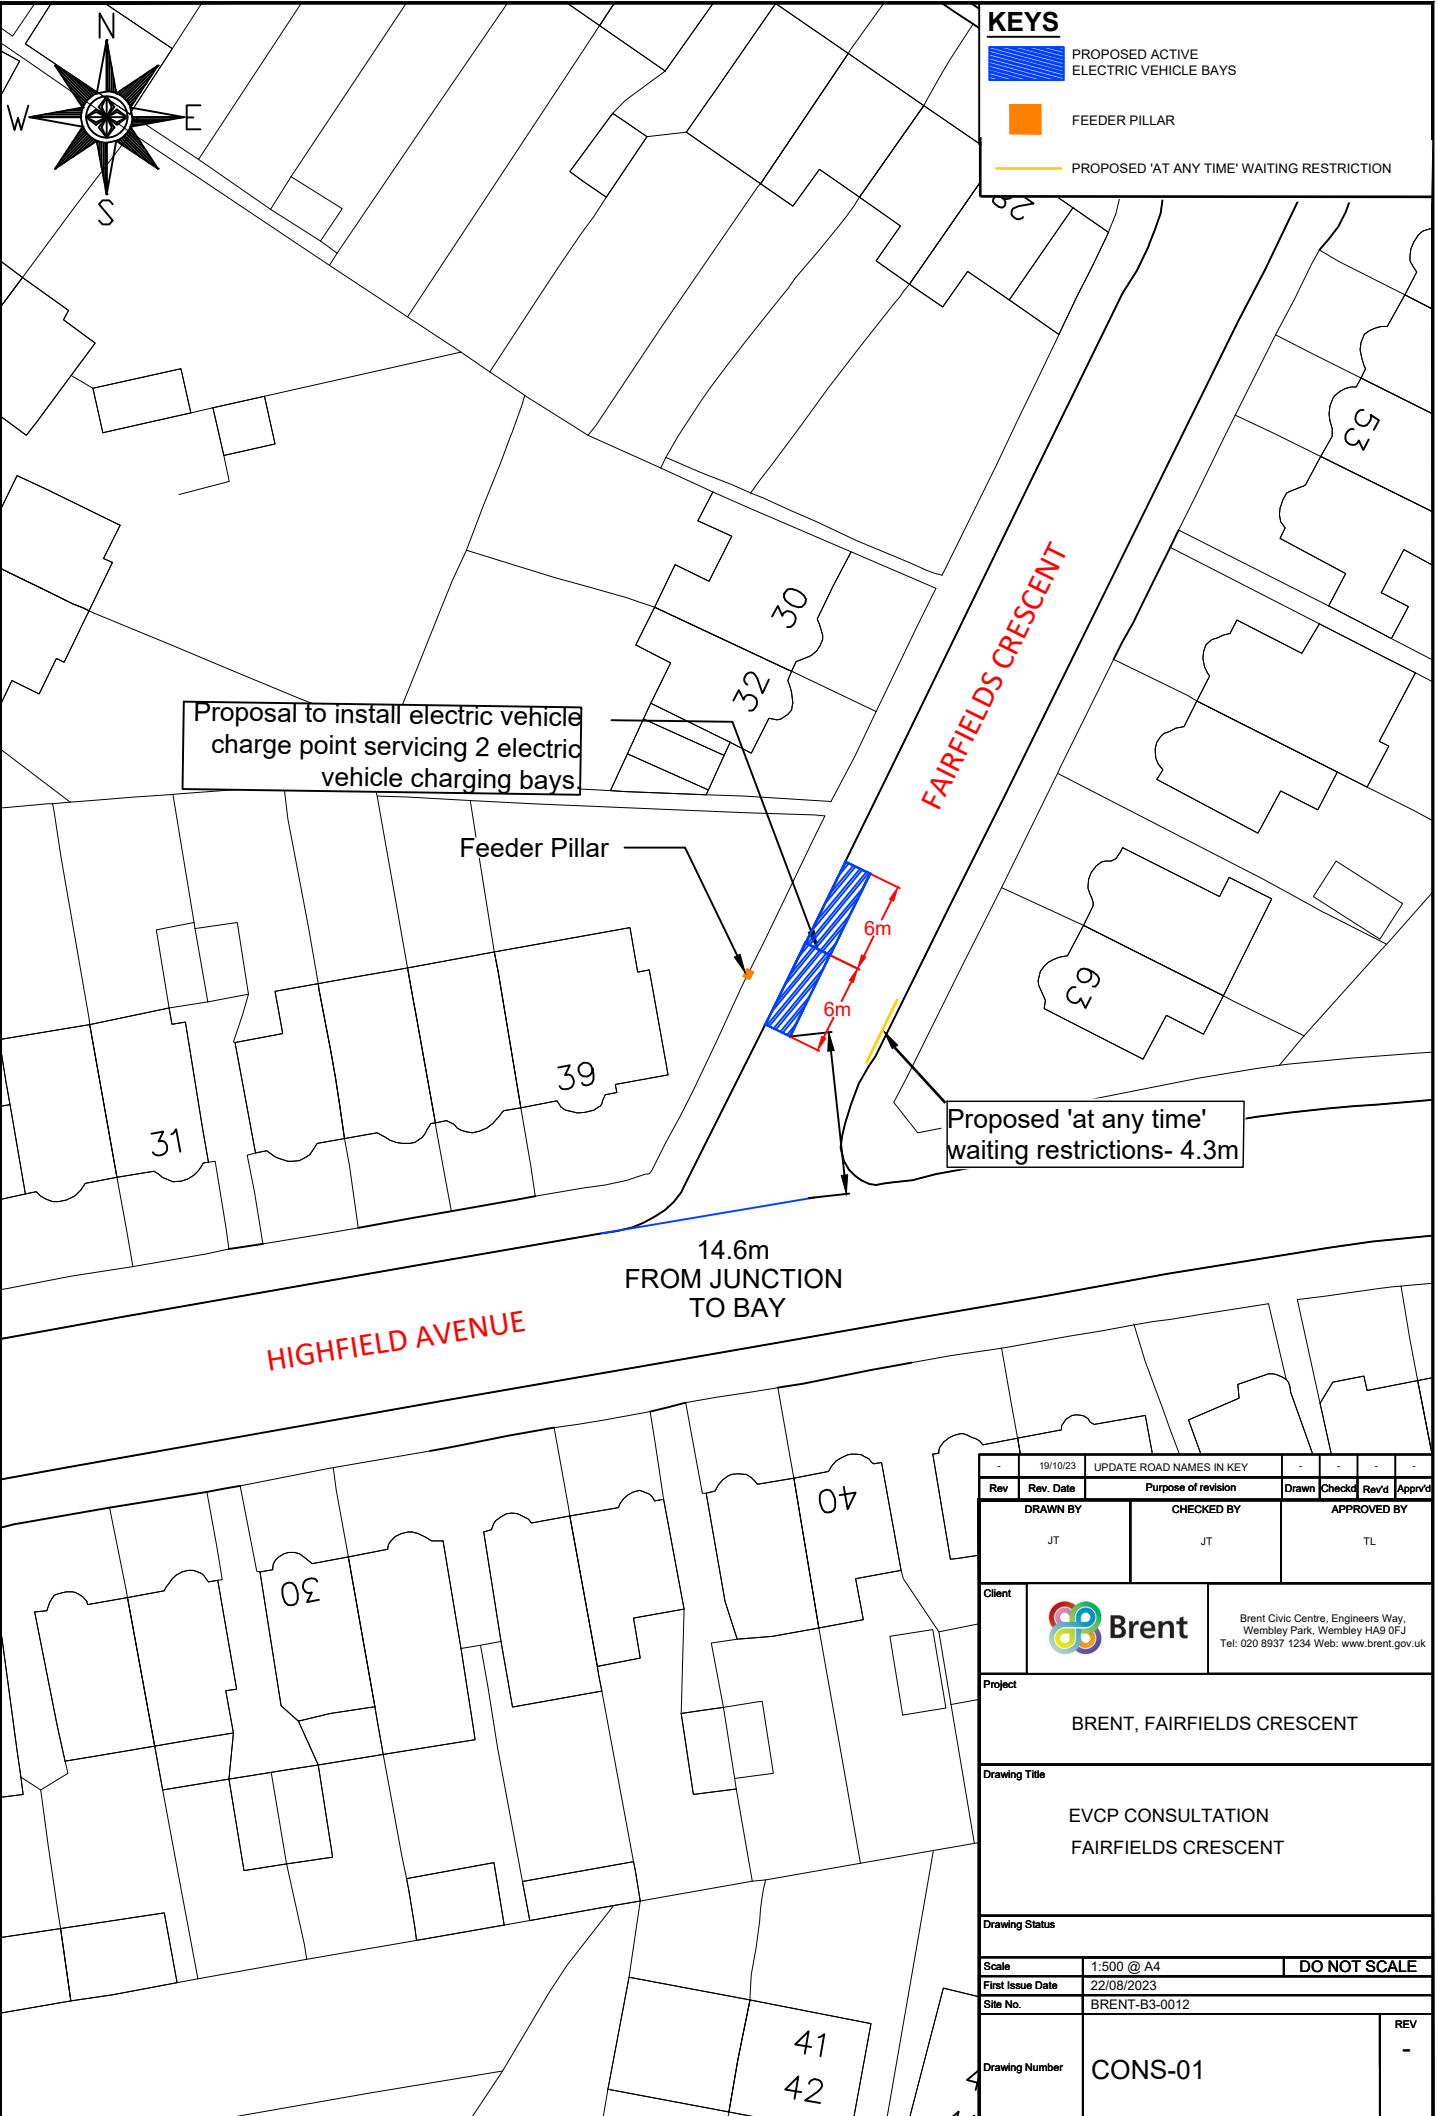 N
W
E
S
KEYS
PROPOSED ACTIVE
ELECTRIC VEHICLE BAYS
FEEDER PILLAR
PROPOSED 'AT ANY TIME' WAITING RESTRICTION
28
53
FAIRFIELDS CRESCENT
30
32
Proposal to install electric vehicle
charge point servicing 2 electric
vehicle charging bays.
Feeder Pillar
6m
6m
63
39
31
Proposed 'at any time'
waiting restrictions- 4.3m
14.6m
FROM JUNCTION
TO BAY
HIGHFIELD AVENUE
40
30
41
42
- 19/10/23 UPDATE ROAD NAMES IN KEY - - - -
Rev Rev. Date Purpose of revision Drawn Checkd Rev'd Apprv'd
DRAWN BY CHECKED BY APPROVED BY
JT JT TL
Client
Brent
Brent Civic Centre, Engineers Way,
Wembley Park, Wembley HA9 0FJ
Tel: 020 8937 1234 Web: www.brent.gov.uk
Project
BRENT, FAIRFIELDS CRESCENT
Drawing Title
EVCP CONSULTATION
FAIRFIELDS CRESCENT
Drawing Status
Scale 1:500 @ A4 DO NOT SCALE
First Issue Date 22/08/2023
Site No. BRENT-B3-0012
Drawing Number CONS-01
REV
-